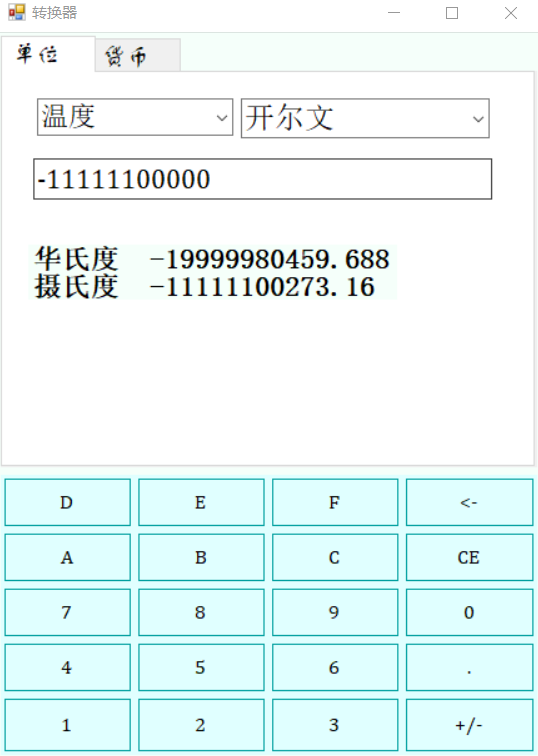 转换器
单位 货币
温度 开尔文
-11111100000
华氏度 -19999980459.688
摄氏度 -11111100273.16
D E F <-
A B C CE
7 8 9 0
4 5 6 .
1 2 3 +/-